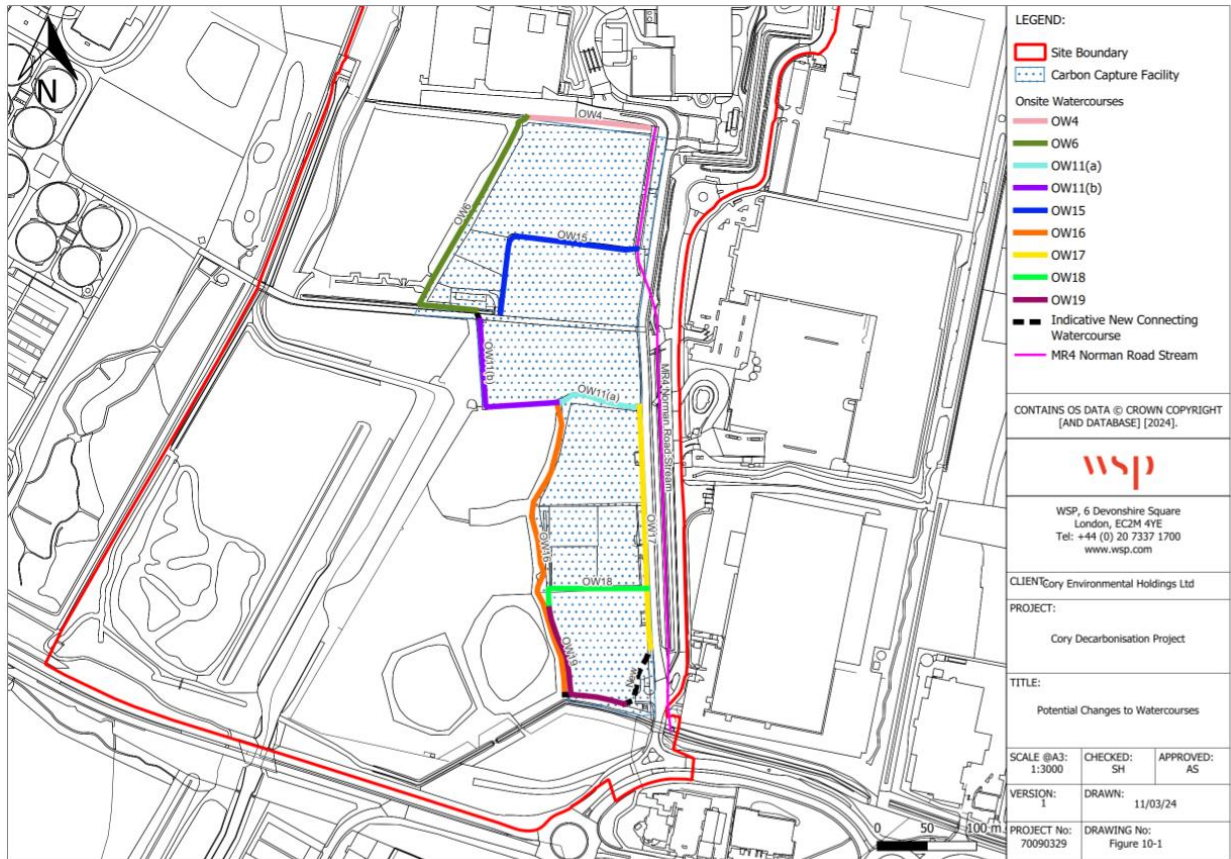 N
OW4
OW6
OW15
OW11(b)
OW11(a)
MR4 Norman Road Stream
OW16
OW17
OW18
OW19
New
0 50 100 m
LEGEND:
Site Boundary
Carbon Capture Facility
Onsite Watercourses
OW4
OW6
OW11(a)
OW11(b)
OW15
OW16
OW17
OW18
OW19
Indicative New Connecting
Watercourse
MR4 Norman Road Stream
CONTAINS OS DATA © CROWN COPYRIGHT
[AND DATABASE] [2024].
wsp
WSP, 6 Devonshire Square
London, EC2M 4YE
Tel: +44 (0) 20 7337 1700
www.wsp.com
CLIENT: Cory Environmental Holdings Ltd
PROJECT:
Cory Decarbonisation Project
TITLE:
Potential Changes to Watercourses
SCALE @A3:
1:3000
CHECKED:
SH
APPROVED:
AS
VERSION:
1
DRAWN:
11/03/24
PROJECT No:
70090329
DRAWING No:
Figure 10-1